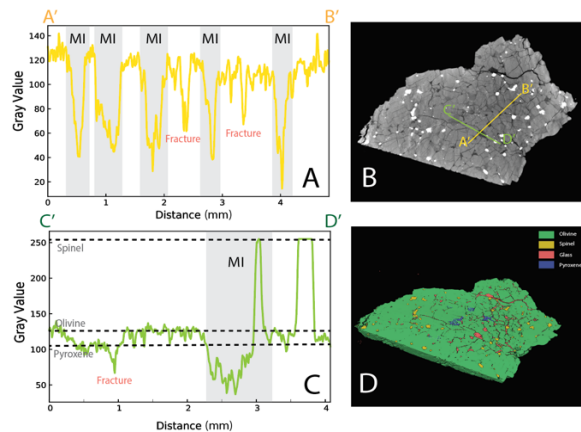 A′ B′
MI MI MI MI MI
Gray Value
140
120
100
80
60
40
20
Fracture Fracture
A
0 1 2 3 4
Distance (mm)
B′
C
D
A′
B
C′ D′
Gray Value
250
200
150
100
50
Spinel
MI
Olivine
Pyroxene
Fracture
C
0 1 2 3 4
Distance (mm)
Olivine
Spinel
Glass
Pyroxene
D